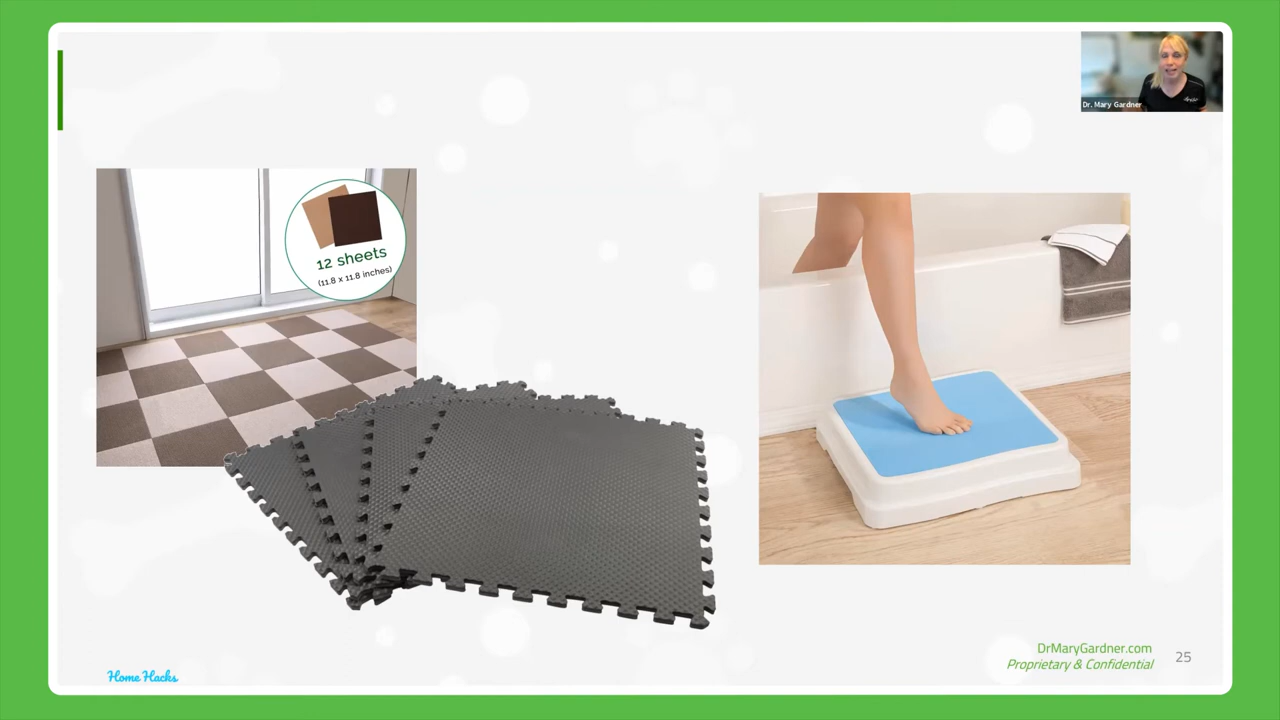 Dr. Mary Gardner
12 sheets
(11.8 x 11.8 inches)
DrMaryGardner.com
Proprietary & Confidential
25
Home Hacks